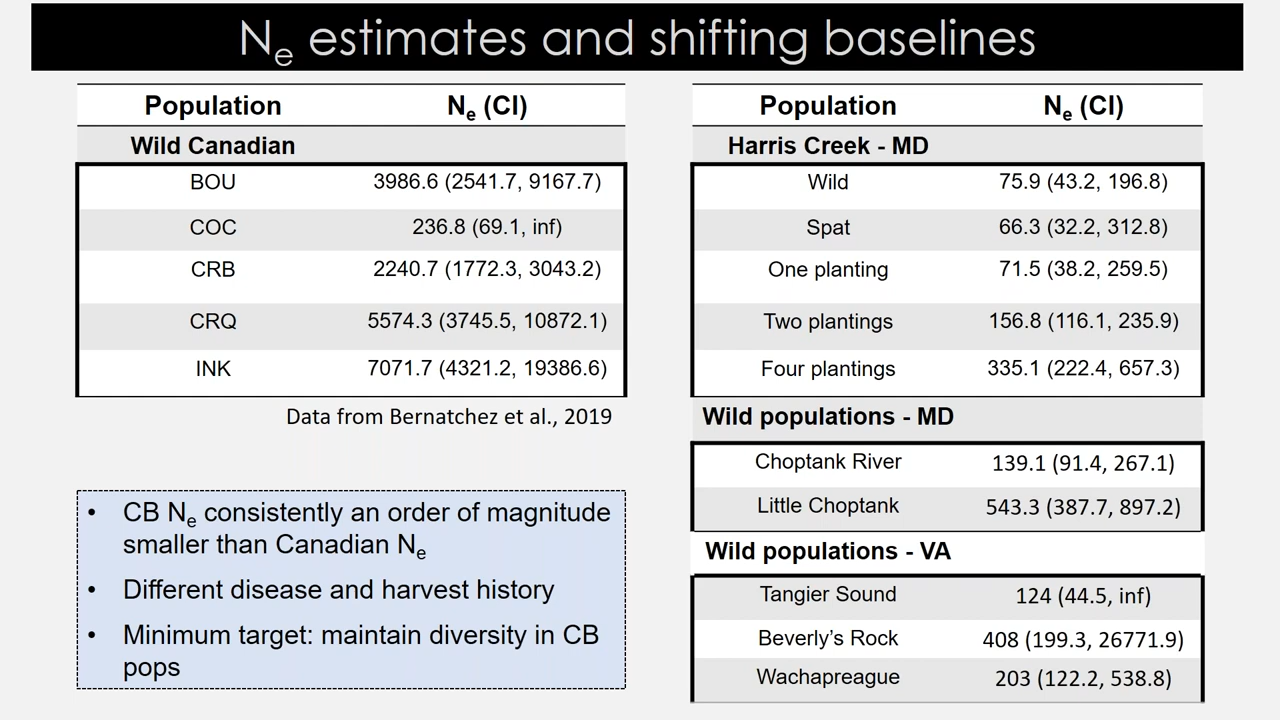 Ne estimates and shifting baselines
Population Ne (CI)
Wild Canadian
BOU 3986.6 (2541.7, 9167.7)
COC 236.8 (69.1, inf)
CRB 2240.7 (1772.3, 3043.2)
CRQ 5574.3 (3745.5, 10872.1)
INK 7071.7 (4321.2, 19386.6)
Data from Bernatchez et al., 2019
• CB Ne consistently an order of magnitude
smaller than Canadian Ne
• Different disease and harvest history
• Minimum target: maintain diversity in CB
pops
Population Ne (CI)
Harris Creek - MD
Wild 75.9 (43.2, 196.8)
Spat 66.3 (32.2, 312.8)
One planting 71.5 (38.2, 259.5)
Two plantings 156.8 (116.1, 235.9)
Four plantings 335.1 (222.4, 657.3)
Wild populations - MD
Choptank River 139.1 (91.4, 267.1)
Little Choptank 543.3 (387.7, 897.2)
Wild populations - VA
Tangier Sound 124 (44.5, inf)
Beverly’s Rock 408 (199.3, 26771.9)
Wachapreague 203 (122.2, 538.8)